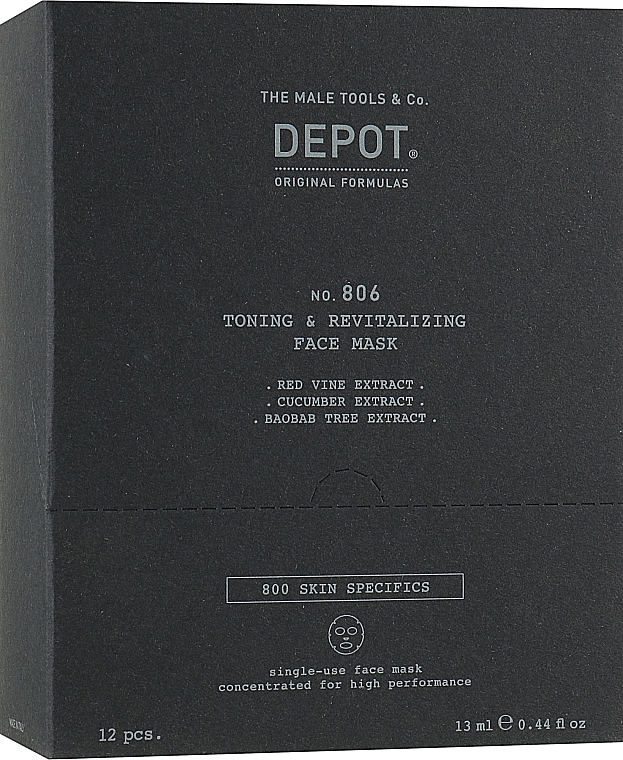 THE MALE TOOLS & Co.
DEPOT®
ORIGINAL FORMULAS
NO. 806
TONING & REVITALIZING
FACE MASK
. RED VINE EXTRACT .
. CUCUMBER EXTRACT .
. BAOBAB TREE EXTRACT .
800 SKIN SPECIFICS
single-use face mask
concentrated for high performance
12 pcs.
13 ml ℮ 0.44 fl oz